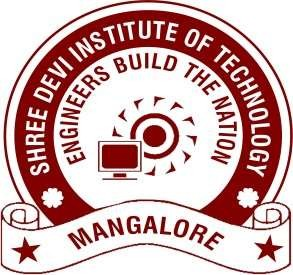 SHREE DEVI INSTITUTE OF TECHNOLOGY
ENGINEERS BUILD THE NATION
MANGALORE